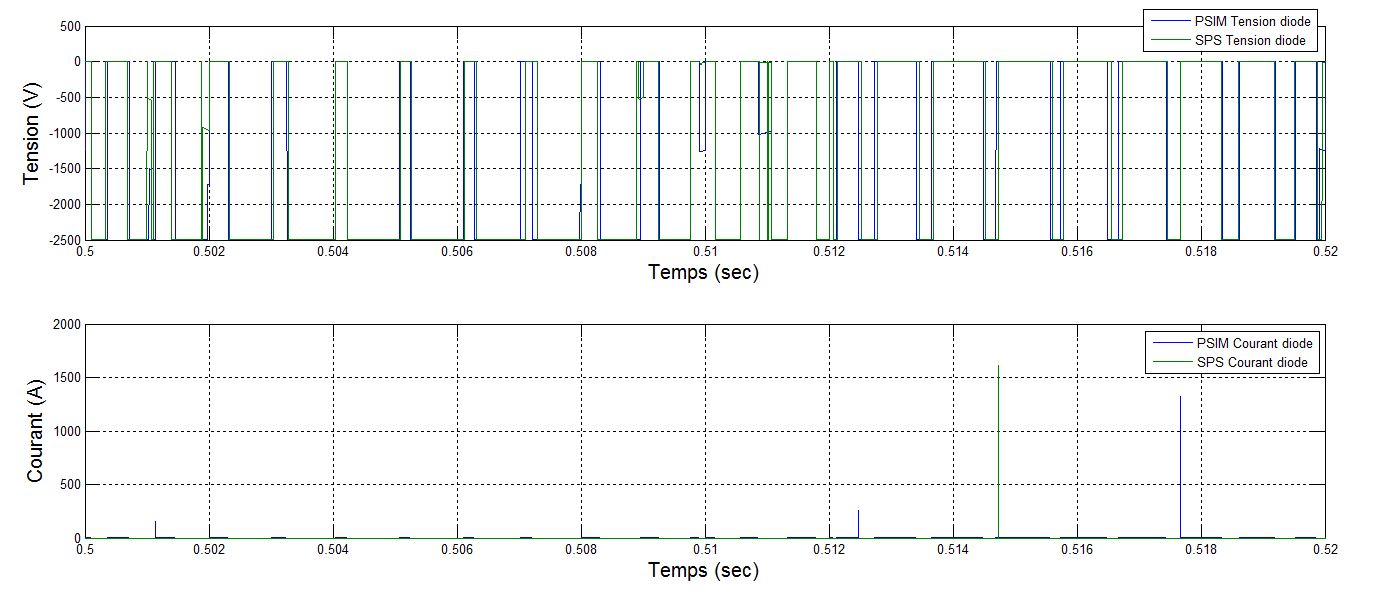 500
0
-500
-1000
-1500
-2000
-2500
Tension (V)
PSIM Tension diode
SPS Tension diode
0.5 0.502 0.504 0.506 0.508 0.51 0.512 0.514 0.516 0.518 0.52
Temps (sec)
2000
1500
1000
500
0
Courant (A)
PSIM Courant diode
SPS Courant diode
0.5 0.502 0.504 0.506 0.508 0.51 0.512 0.514 0.516 0.518 0.52
Temps (sec)